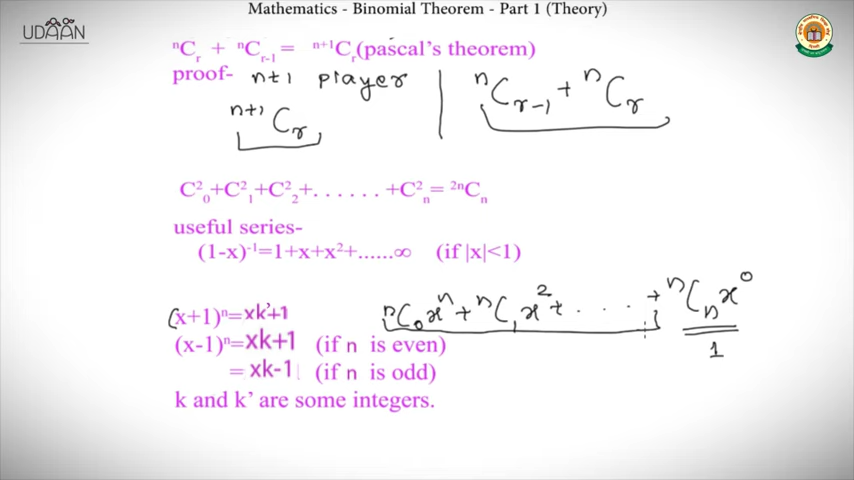 Mathematics - Binomial Theorem - Part 1 (Theory)
UDAAN
ⁿCᵣ + ⁿCᵣ₋₁ = ⁿ⁺¹Cᵣ(pascal's theorem)
proof- n+1 player
ⁿ⁺¹Cᵣ
ⁿCᵣ₋₁ + ⁿCᵣ
C²₀+C²₁+C²₂+. . . . . . +C²ₙ= ²ⁿCₙ
useful series-
(1-x)⁻¹=1+x+x²+......∞ (if |x|<1)
(x+1)ⁿ=xk'+1 ⁿC₀xⁿ + ⁿC₁x² + . . . . + ⁿCₙx⁰
(x-1)ⁿ=xk+1 (if n is even) 1
= xk-1 (if n is odd)
k and k' are some integers.